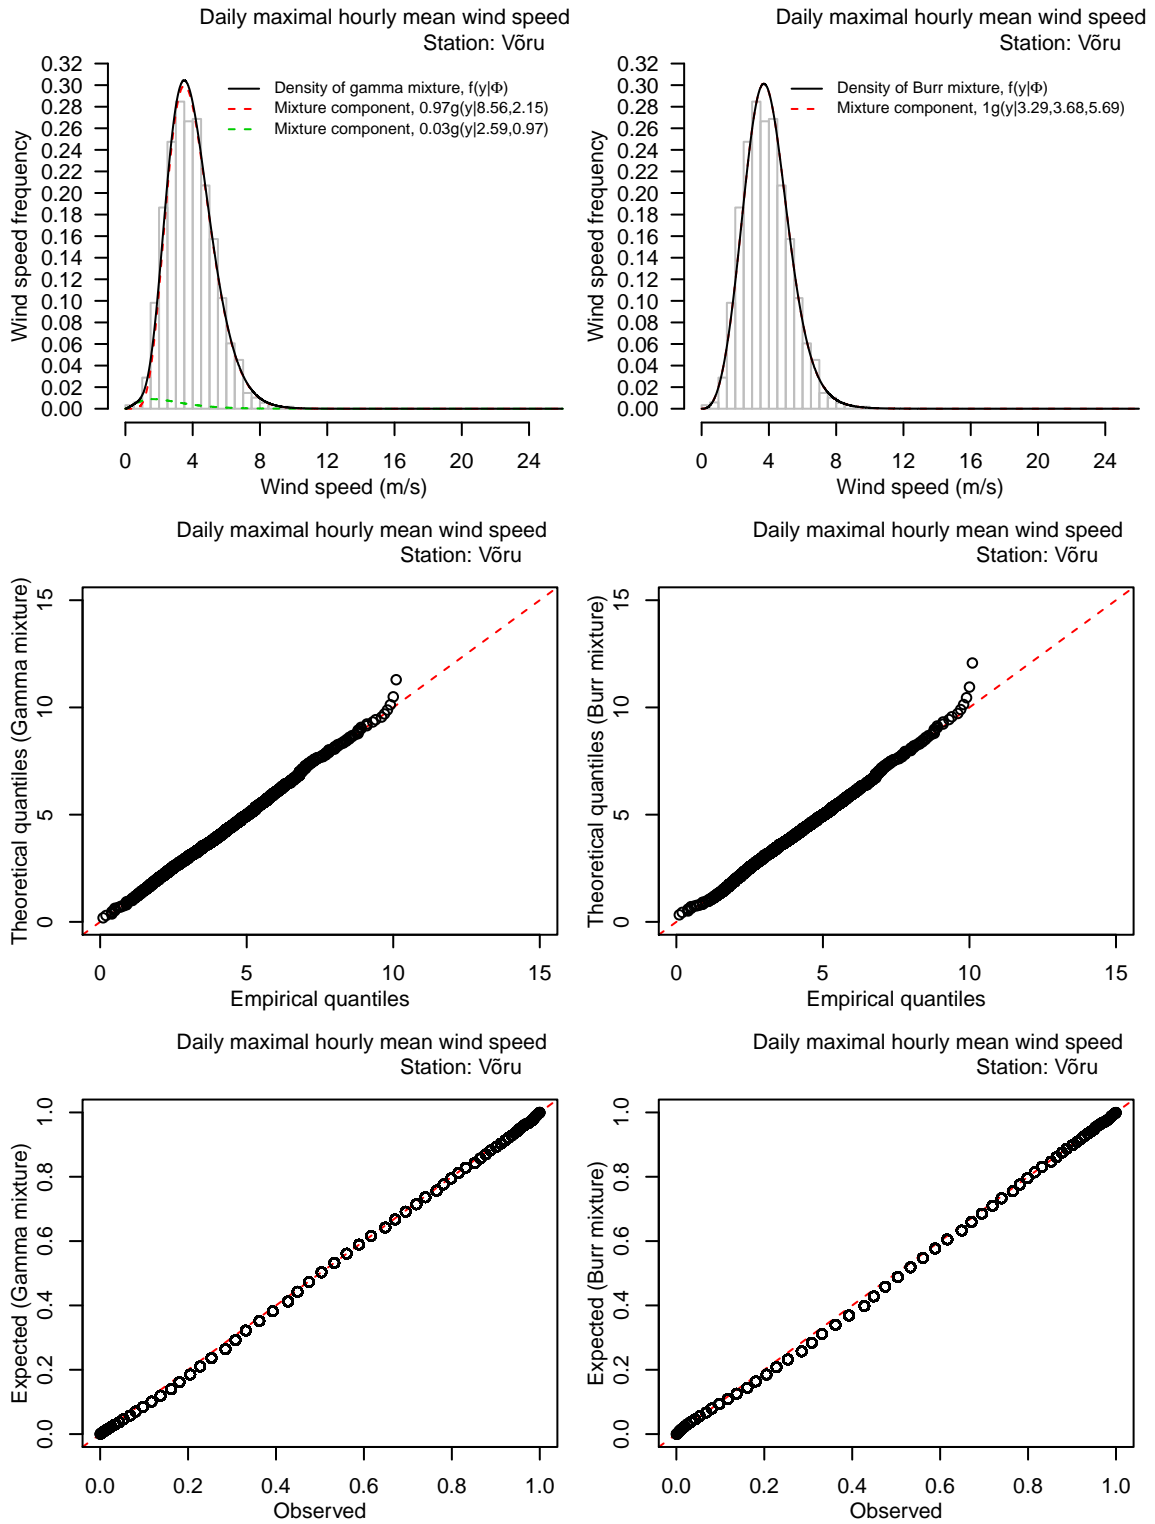 Daily maximal hourly mean wind speed
Station: Võru
0.32
0.30
0.28
0.26
0.24
0.22
0.20
0.18
0.16
0.14
0.12
0.10
0.08
0.06
0.04
0.02
0.00
Wind speed frequency
Density of gamma mixture, f(y|Φ)
Mixture component, 0.97g(y|8.56,2.15)
Mixture component, 0.03g(y|2.59,0.97)
0 4 8 12 16 20 24
Wind speed (m/s)
Daily maximal hourly mean wind speed
Station: Võru
0.32
0.30
0.28
0.26
0.24
0.22
0.20
0.18
0.16
0.14
0.12
0.10
0.08
0.06
0.04
0.02
0.00
Wind speed frequency
Density of Burr mixture, f(y|Φ)
Mixture component, 1g(y|3.29,3.68,5.69)
0 4 8 12 16 20 24
Wind speed (m/s)
Daily maximal hourly mean wind speed
Station: Võru
Theoretical quantiles (Gamma mixture)
15
10
5
0
0 5 10 15
Empirical quantiles
Daily maximal hourly mean wind speed
Station: Võru
Theoretical quantiles (Burr mixture)
15
10
5
0
0 5 10 15
Empirical quantiles
Daily maximal hourly mean wind speed
Station: Võru
Expected (Gamma mixture)
1.0
0.8
0.6
0.4
0.2
0.0
0.0 0.2 0.4 0.6 0.8 1.0
Observed
Daily maximal hourly mean wind speed
Station: Võru
Expected (Burr mixture)
1.0
0.8
0.6
0.4
0.2
0.0
0.0 0.2 0.4 0.6 0.8 1.0
Observed